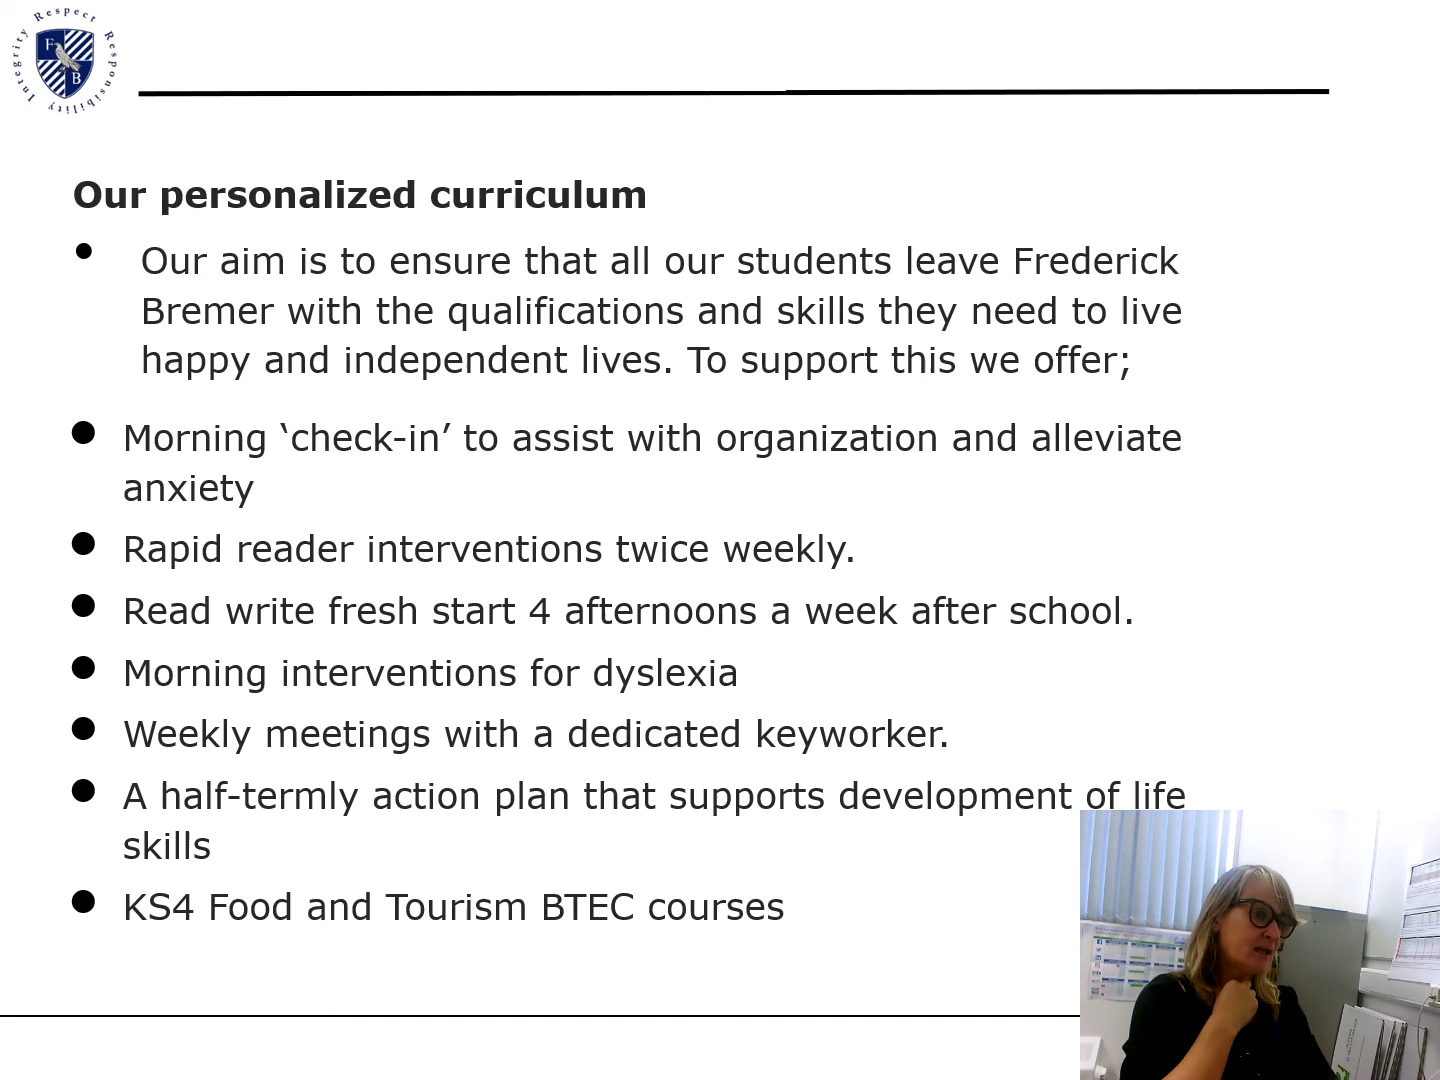 Respect Responsibility Integrity
F
B
Our personalized curriculum
Our aim is to ensure that all our students leave Frederick
Bremer with the qualifications and skills they need to live
happy and independent lives. To support this we offer;
Morning ‘check-in’ to assist with organization and alleviate
anxiety
Rapid reader interventions twice weekly.
Read write fresh start 4 afternoons a week after school.
Morning interventions for dyslexia
Weekly meetings with a dedicated keyworker.
A half-termly action plan that supports development of life
skills
KS4 Food and Tourism BTEC courses